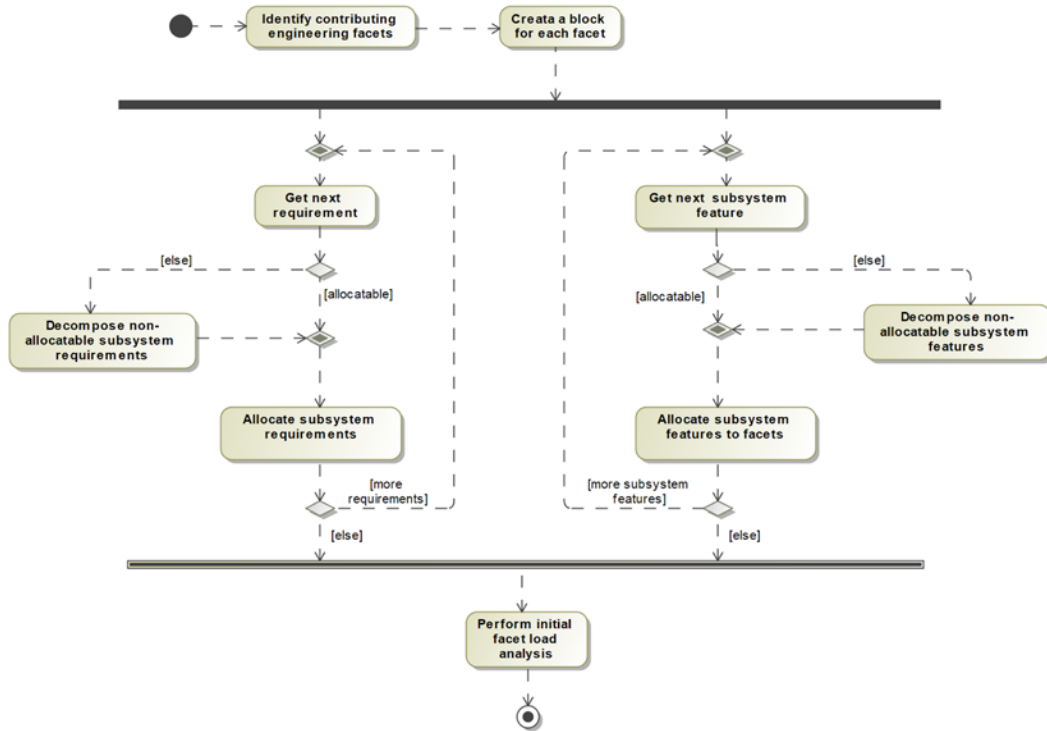 Identify contributing
engineering facets
Creata a block
for each facet
Get next
requirement
Get next subsystem
feature
[else]
[allocatable]
[allocatable]
[else]
Decompose non-
allocatable subsystem
requirements
Decompose non-
allocatable subsystem
features
Allocate subsystem
requirements
Allocate subsystem
features to facets
[more
requirements]
[more subsystem
features]
[else]
[else]
Perform initial
facet load
analysis